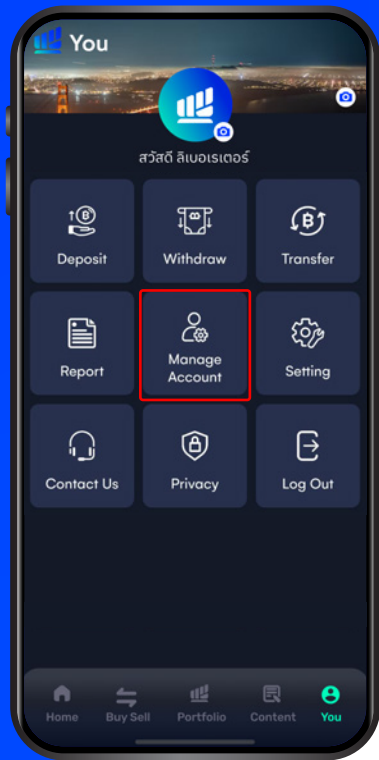 You
สวัสดี ลิเบอเรเตอร์
Deposit
Withdraw
Transfer
Report
Manage
Account
Setting
Contact Us
Privacy
Log Out
Home
Buy Sell
Portfolio
Content
You